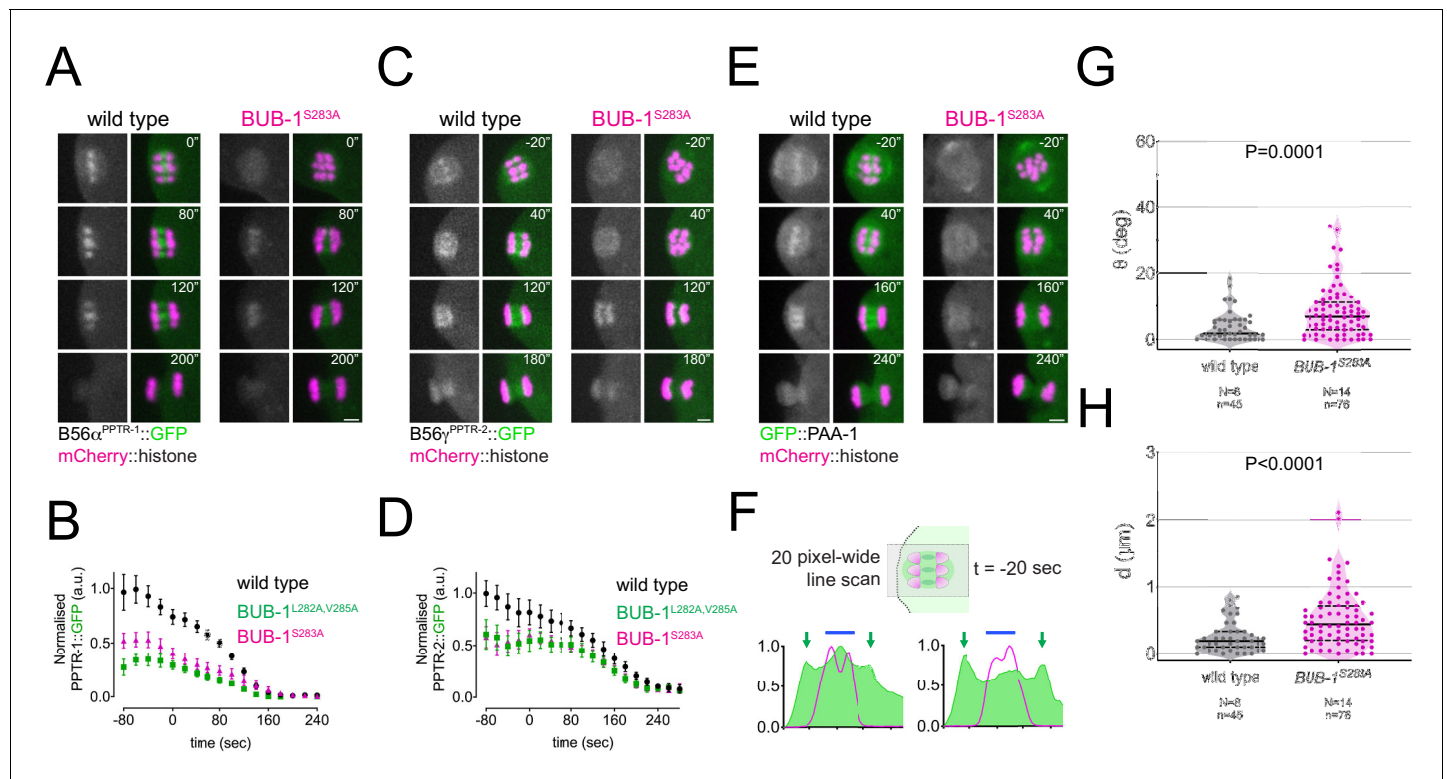 A
wild type
BUB-1S283A
0”
0”
80”
80”
120”
120”
200”
200”
B56αPPTR-1::GFP
mCherry::histone
B
Normalised
PPTR-1::GFP (a.u.)
1.0
0.5
0.0
-80
0
80
160
240
time (sec)
wild type
BUB-1L282A,V285A
BUB-1S283A
C
wild type
BUB-1S283A
-20”
-20”
40”
40”
120”
120”
180”
180”
B56γPPTR-2::GFP
mCherry::histone
D
Normalised
PPTR-2::GFP (a.u.)
1.0
0.5
0.0
-80
0
80
160
240
time (sec)
wild type
BUB-1L282A,V285A
BUB-1S283A
E
wild type
BUB-1S283A
-20”
-20”
40”
40”
160”
160”
240”
240”
GFP::PAA-1
mCherry::histone
F
20 pixel-wide
line scan
t = -20 sec
1.0
0.5
0.0
1.0
0.5
0.0
G
60
40
20
0
θ (deg)
P=0.0001
wild type
BUB-1S283A
N=8
n=45
N=14
n=76
H
3
2
1
0
d (µm)
P<0.0001
wild type
BUB-1S283A
N=8
n=45
N=14
n=76